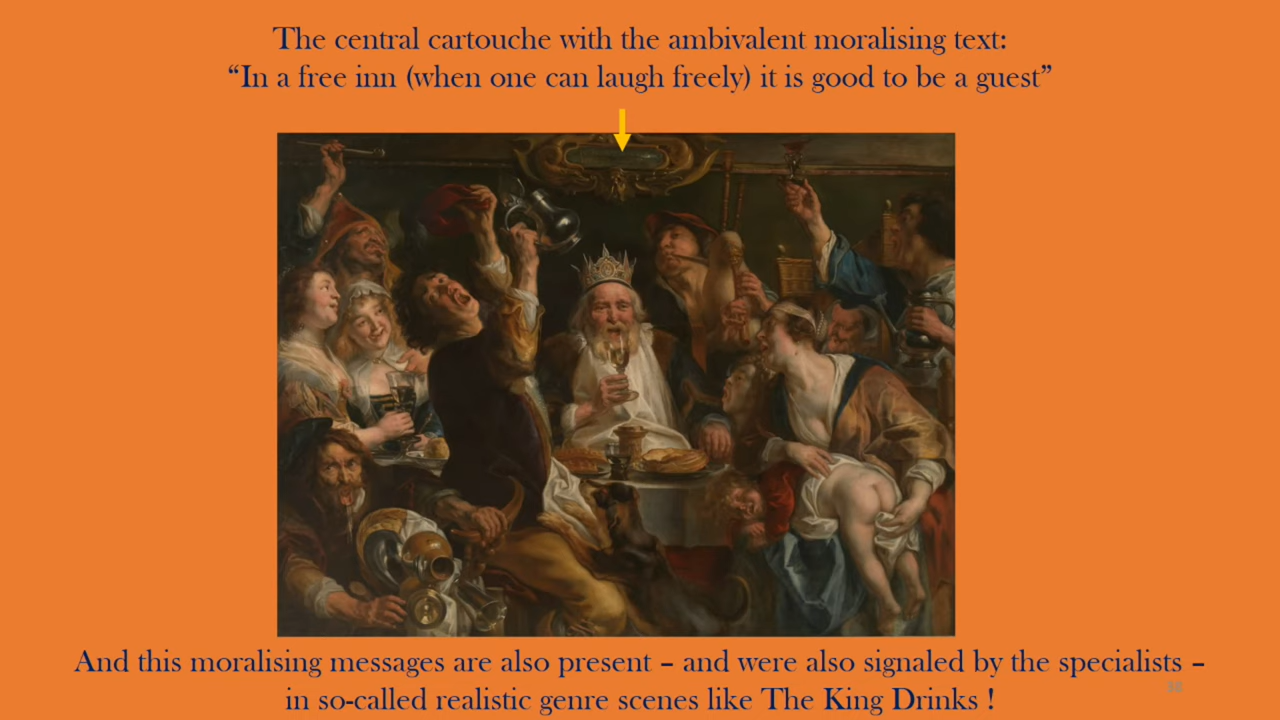 The central cartouche with the ambivalent moralising text:
“In a free inn (when one can laugh freely) it is good to be a guest”
And this moralising messages are also present – and were also signaled by the specialists –
in so-called realistic genre scenes like The King Drinks !